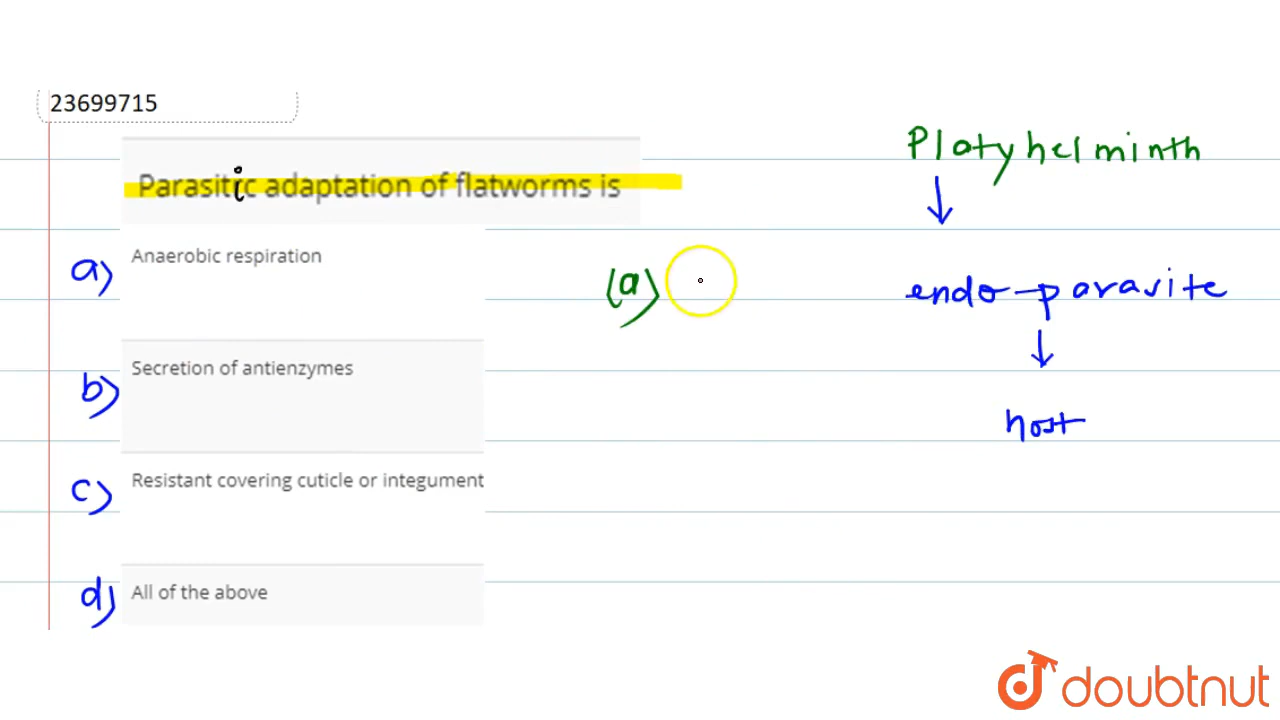 23699715
Parasitic adaptation of flatworms is
a) Anaerobic respiration
b) Secretion of antienzymes
c) Resistant covering cuticle or integument
d) All of the above
(a)
Platyhelminth
endo-parasite
host
doubtnut